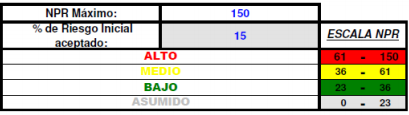 NPR Máximo: 150
% de Riesgo Inicial aceptado: 15 ESCALA NPR
ALTO 61 - 150
MEDIO 36 - 61
BAJO 23 - 36
ASUMIDO 0 - 23